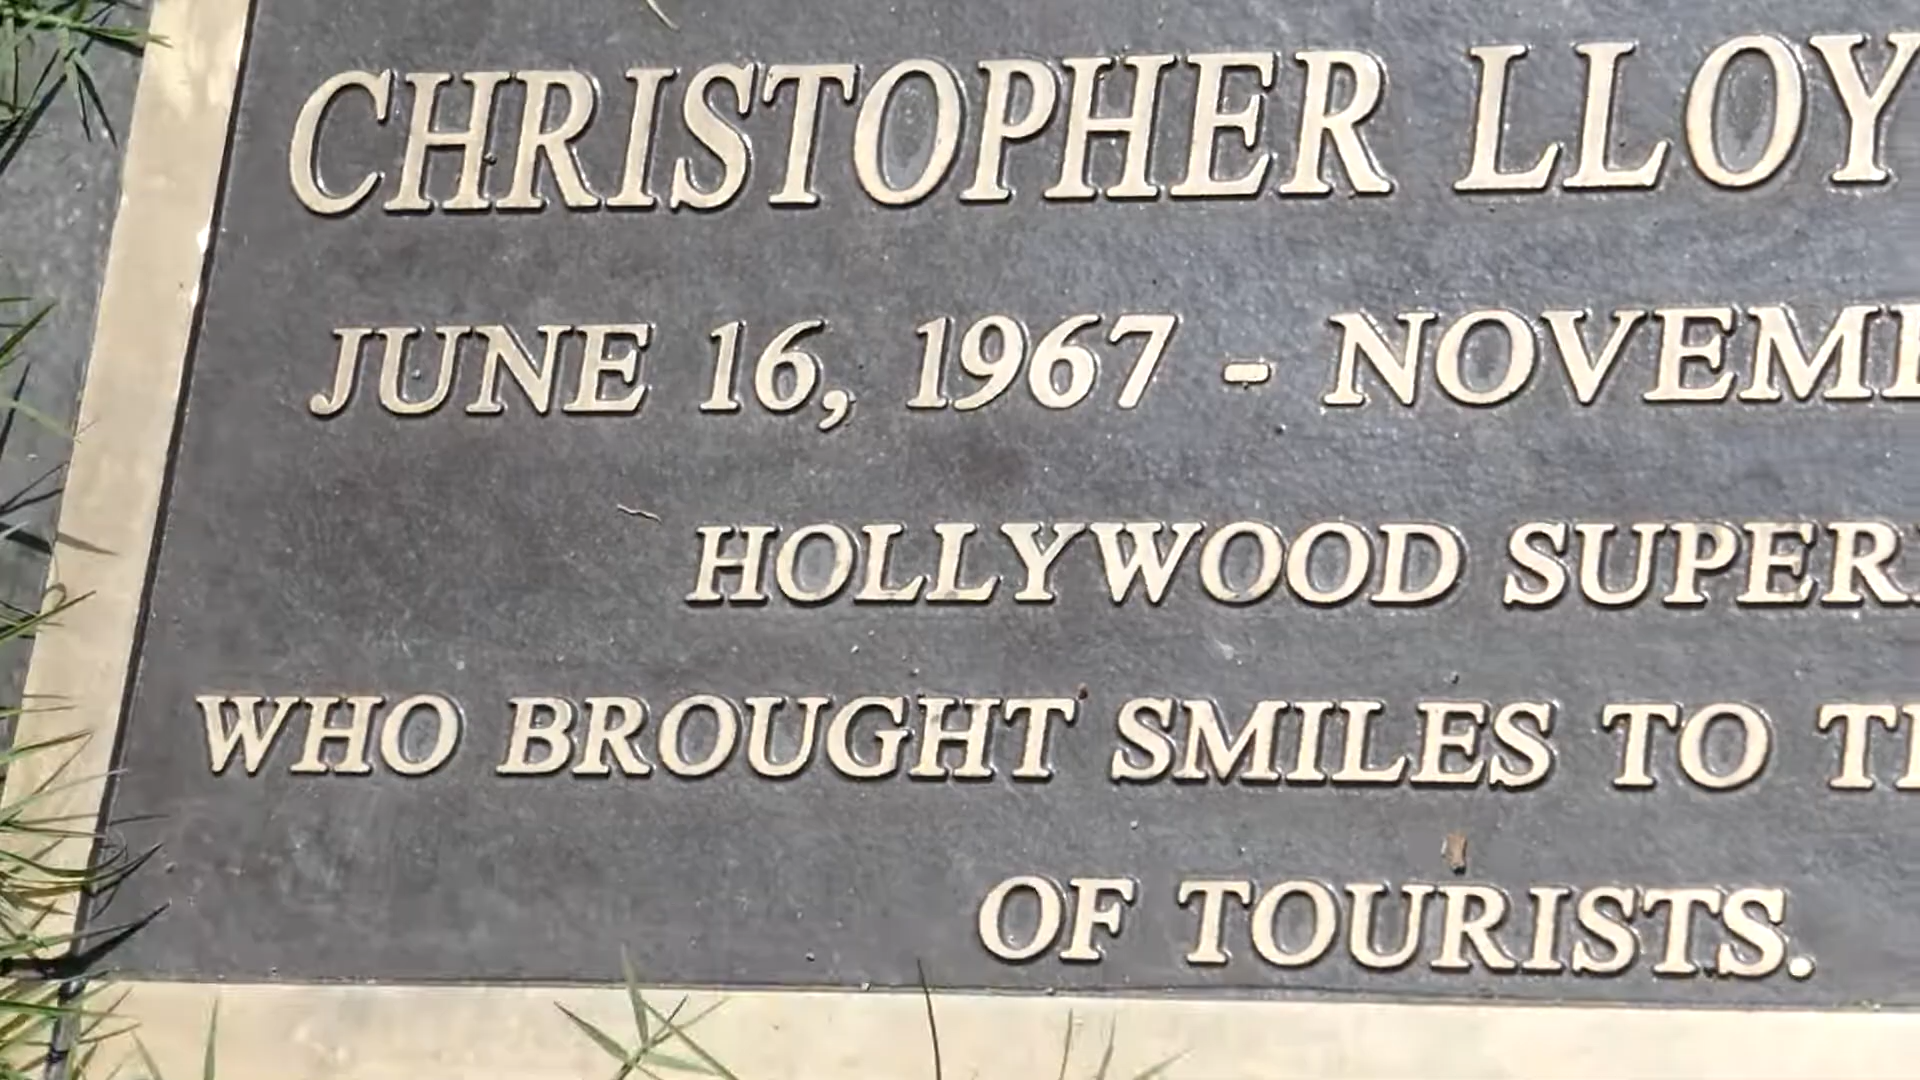 CHRISTOPHER LLOY
JUNE 16, 1967 - NOVEM
HOLLYWOOD SUPER
WHO BROUGHT SMILES TO T
OF TOURISTS.